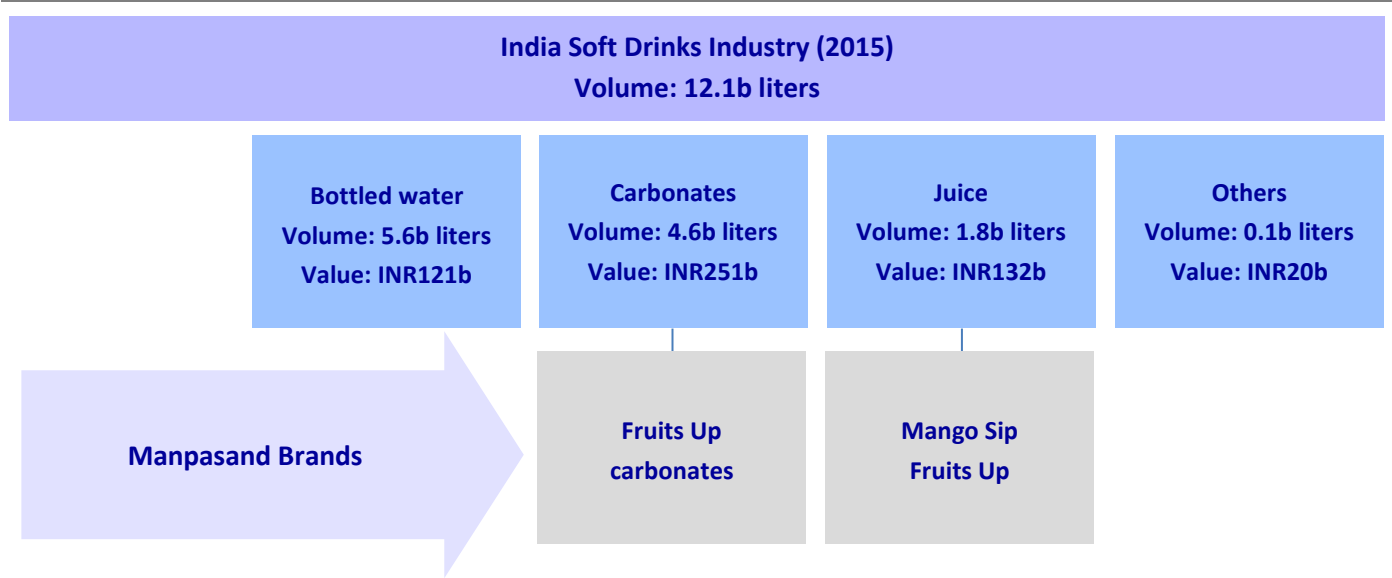 India Soft Drinks Industry (2015)
Volume: 12.1b liters
Bottled water
Volume: 5.6b liters
Value: INR121b
Carbonates
Volume: 4.6b liters
Value: INR251b
Juice
Volume: 1.8b liters
Value: INR132b
Others
Volume: 0.1b liters
Value: INR20b
Manpasand Brands
Fruits Up
carbonates
Mango Sip
Fruits Up